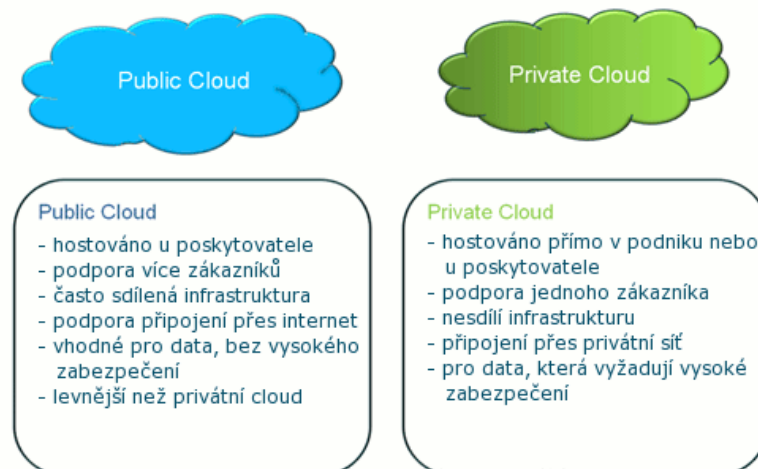 Public Cloud
Private Cloud
Public Cloud
- hostováno u poskytovatele
- podpora více zákazníků
- často sdílená infrastruktura
- podpora připojení přes internet
- vhodné pro data, bez vysokého
zabezpečení
- levnější než privátní cloud
Private Cloud
- hostováno přímo v podniku nebo
u poskytovatele
- podpora jednoho zákazníka
- nesdílí infrastrukturu
- připojení přes privátní síť
- pro data, která vyžadují vysoké
zabezpečení